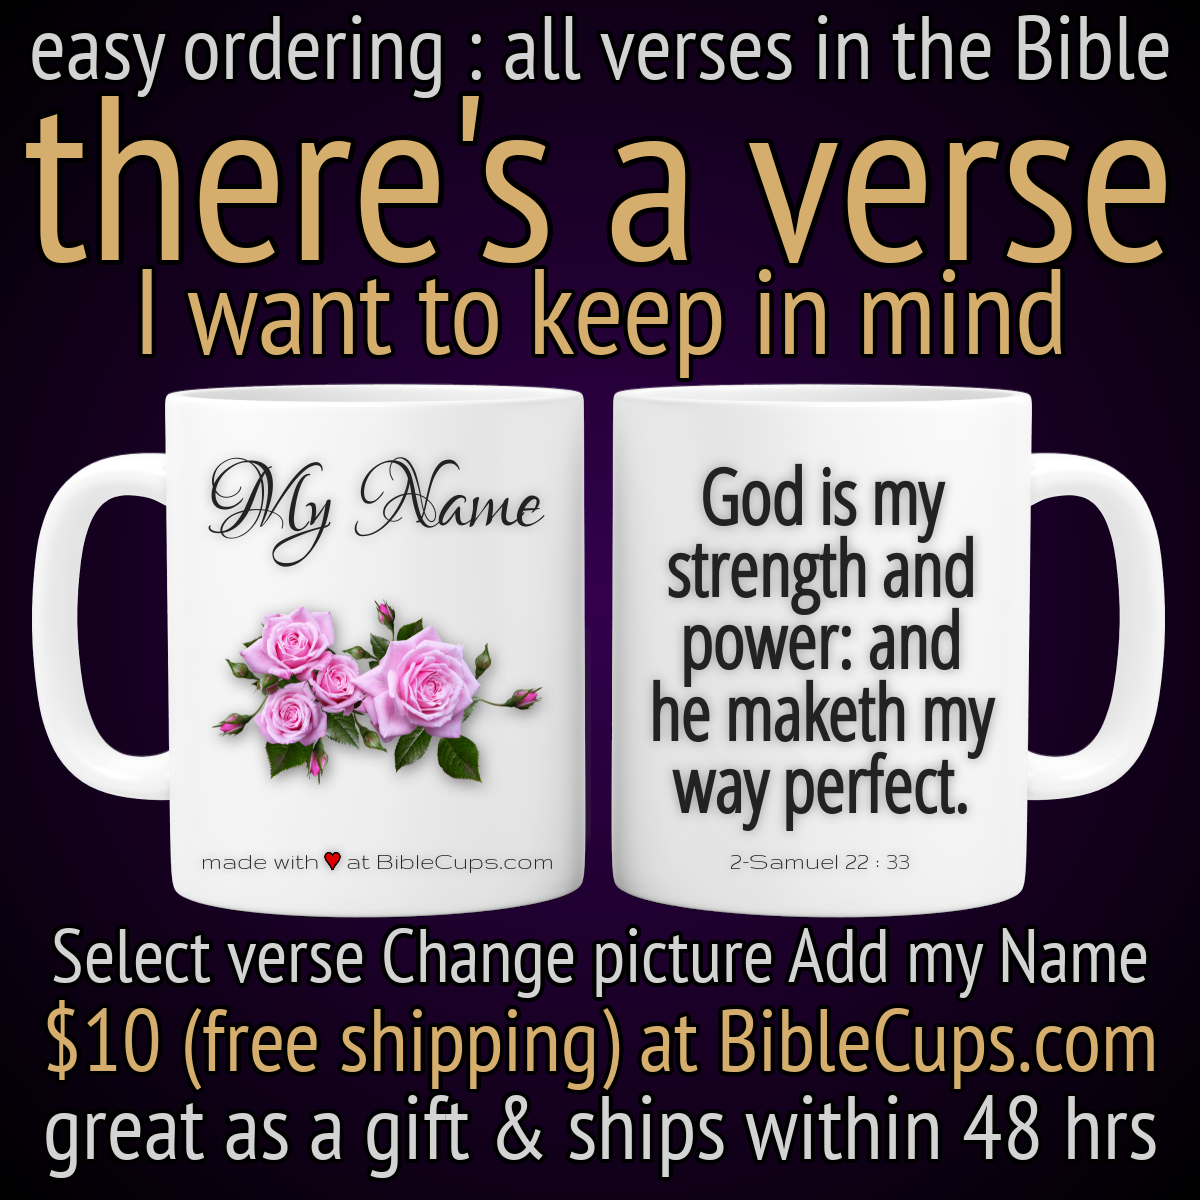 easy ordering : all verses in the Bible
there's a verse
I want to keep in mind
My Name
made with ❤ at BibleCups.com
God is my
strength and
power: and
he maketh my
way perfect.
2-Samuel 22 : 33
Select verse Change picture Add my Name
$10 (free shipping) at BibleCups.com
great as a gift & ships within 48 hrs